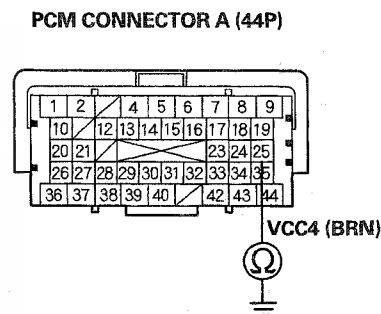 PCM CONNECTOR A (44P)
1 2 4 5 6 7 8 9
10 12 13 14 15 16 17 18 19
20 21 23 24 25
26 27 28 29 30 31 32 33 34 35
36 37 38 39 40 42 43 44
VCC4 (BRN)
Ω